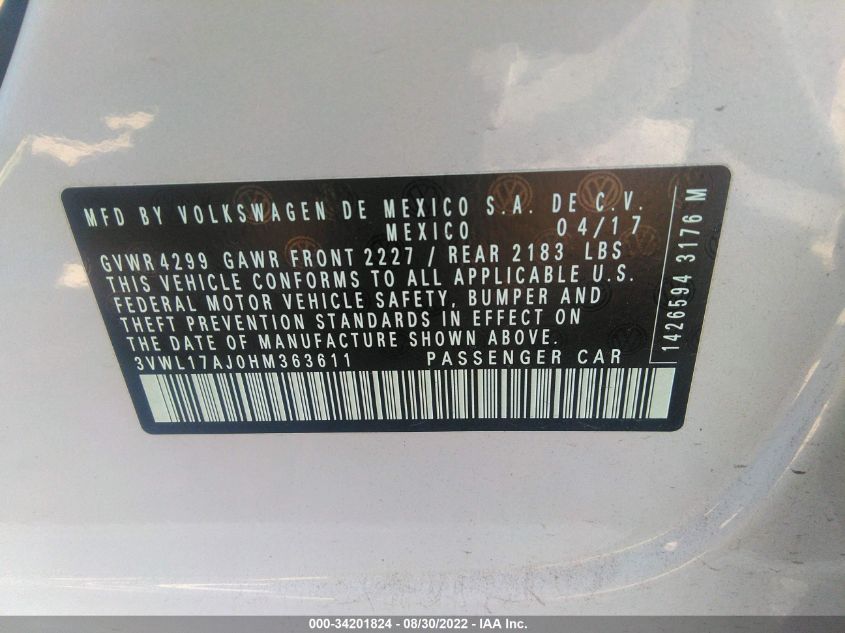 MFD BY VOLKSWAGEN DE MEXICO S.A. DE C.V.
MEXICO 04/17
GVWR4299 GAWR FRONT 2227 / REAR 2183 LBS
THIS VEHICLE CONFORMS TO ALL APPLICABLE U.S.
FEDERAL MOTOR VEHICLE SAFETY, BUMPER AND
THEFT PREVENTION STANDARDS IN EFFECT ON
THE DATE OF MANUFACTURE SHOWN ABOVE.
3VWL17AJ0HM363611 PASSENGER CAR
1426594 3176 M
000-34201824 - 08/30/2022 - IAA Inc.